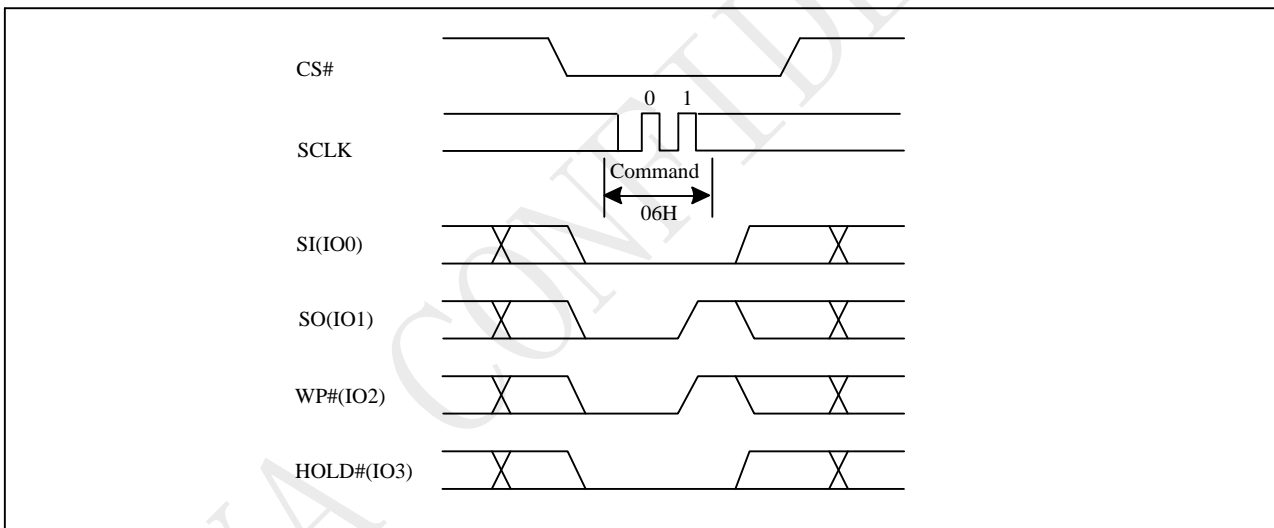 CS#
0 1
SCLK
Command
06H
SI(IO0)
SO(IO1)
WP#(IO2)
HOLD#(IO3)